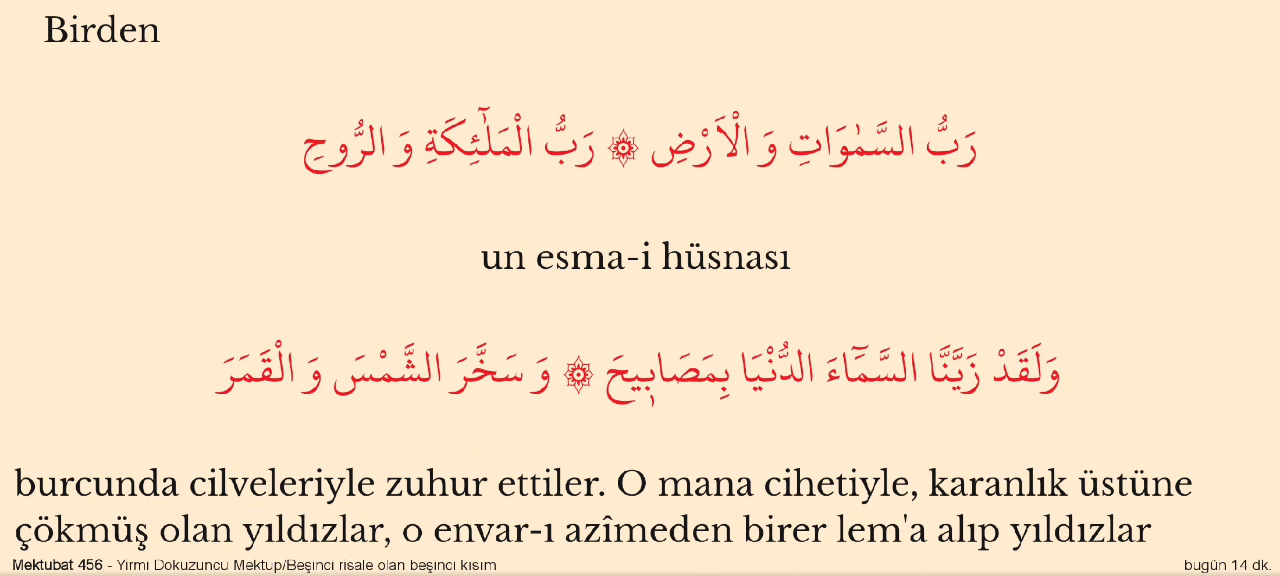 Birden
رَبُّ السَّمٰوَاتِ وَ الْاَرْضِ ۞ رَبُّ الْمَلٰٓئِكَةِ وَ الرُّوحِ
un esma-i hüsnası
وَلَقَدْ زَيَّنَّا السَّمَٓاءَ الدُّنْيَا بِمَصَابٖيحَ ۞ وَ سَخَّرَ الشَّمْسَ وَ الْقَمَرَ
burcunda cilveleriyle zuhur ettiler. O mana cihetiyle, karanlık üstüne
çökmüş olan yıldızlar, o envar-ı azîmeden birer lem'a alıp yıldızlar
Mektubat 456 - Yirmi Dokuzuncu Mektup/Beşinci risale olan beşinci kısım bugün 14 dk.